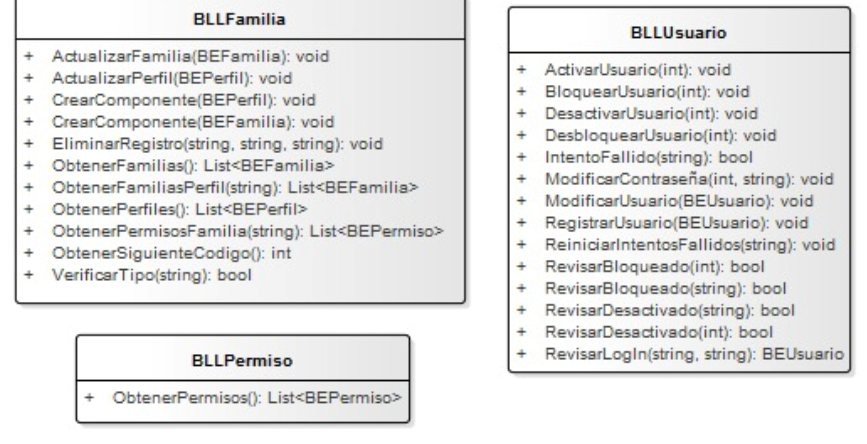 BLLFamilia
+ ActualizarFamilia(BEFamilia): void
+ ActualizarPerfil(BEPerfil): void
+ CrearComponente(BEPerfil): void
+ CrearComponente(BEFamilia): void
+ EliminarRegistro(string, string, string): void
+ ObtenerFamilias(): List<BEFamilia>
+ ObtenerFamiliasPerfil(string): List<BEFamilia>
+ ObtenerPerfiles(): List<BEPerfil>
+ ObtenerPermisosFamilia(string): List<BEPermiso>
+ ObtenerSiguienteCodigo(): int
+ VerificarTipo(string): bool
BLLUsuario
+ ActivarUsuario(int): void
+ BloquearUsuario(int): void
+ DesactivarUsuario(int): void
+ DesbloquearUsuario(int): void
+ IntentoFallido(string): bool
+ ModificarContraseña(int, string): void
+ ModificarUsuario(BEUsuario): void
+ RegistrarUsuario(BEUsuario): void
+ ReiniciarIntentosFallidos(string): void
+ RevisarBloqueado(int): bool
+ RevisarBloqueado(string): bool
+ RevisarDesactivado(string): bool
+ RevisarDesactivado(int): bool
+ RevisarLogIn(string, string): BEUsuario
BLLPermiso
+ ObtenerPermisos(): List<BEPermiso>